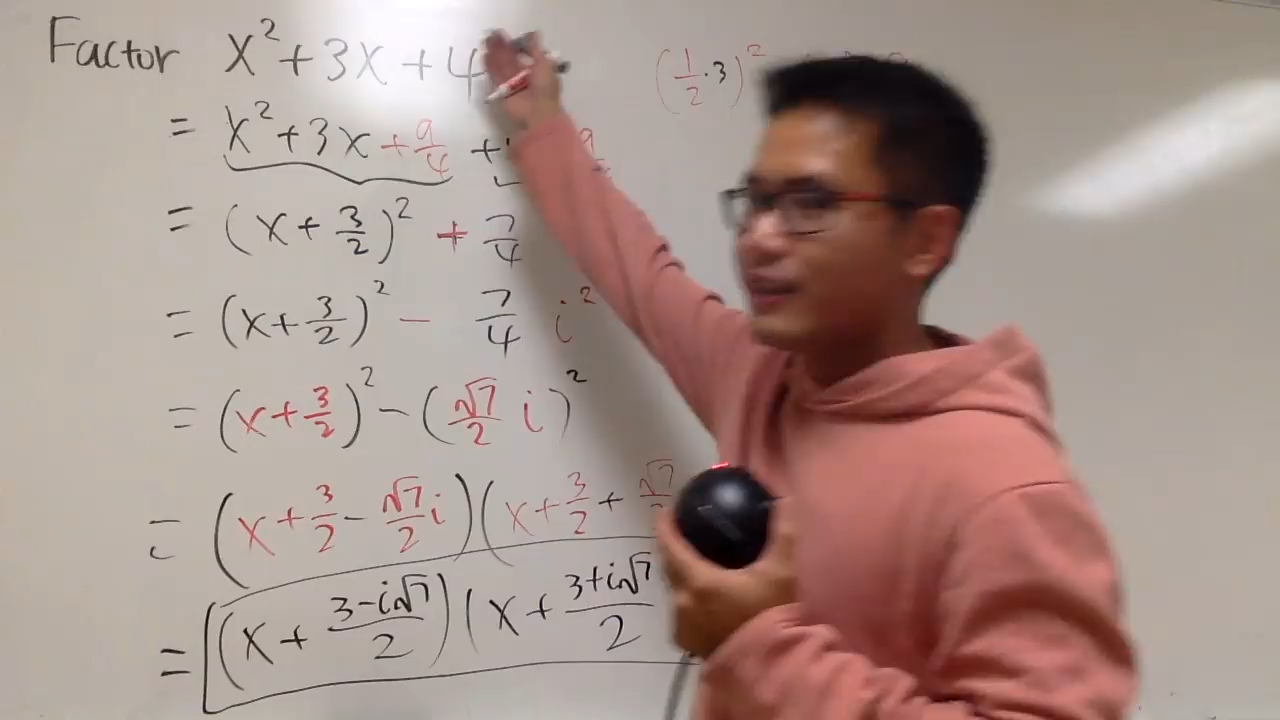 Factor x² + 3x + 4
(1/2 · 3)²
= x² + 3x + 9/4 +
= (x + 3/2)² + 7/4
= (x + 3/2)² - 7/4 i²
= (x + 3/2)² - (√7/2 i)²
= (x + 3/2 - √7/2 i)(x + 3/2 + √7
= (x + 3-i√7/2)(x + 3+i√7/2